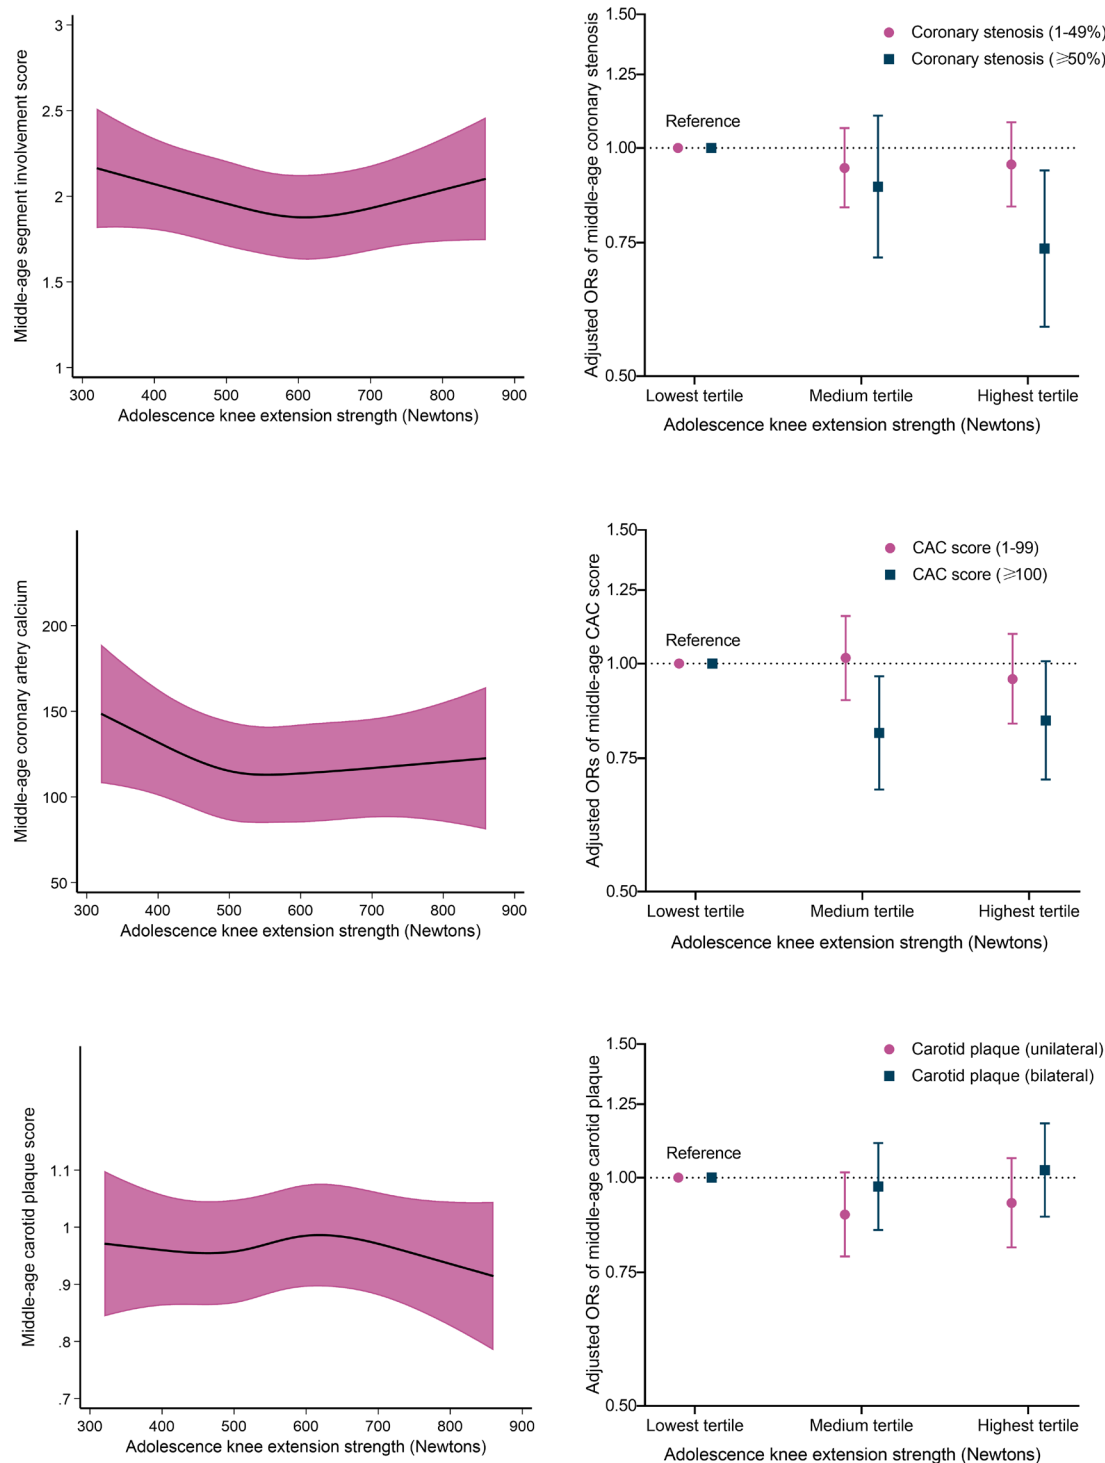 Middle-age segment involvement score
3
2.5
2
1.5
1
300 400 500 600 700 800 900
Adolescence knee extension strength (Newtons)
Adjusted ORs of middle-age coronary stenosis
1.50
1.25
1.00
0.75
0.50
Coronary stenosis (1-49%)
Coronary stenosis (⩾50%)
Reference
Lowest tertile Medium tertile Highest tertile
Adolescence knee extension strength (Newtons)
Middle-age coronary artery calcium
200
150
100
50
300 400 500 600 700 800 900
Adolescence knee extension strength (Newtons)
Adjusted ORs of middle-age CAC score
1.50
1.25
1.00
0.75
0.50
CAC score (1-99)
CAC score (⩾100)
Reference
Lowest tertile Medium tertile Highest tertile
Adolescence knee extension strength (Newtons)
Middle-age carotid plaque score
1.1
1
.9
.8
.7
300 400 500 600 700 800 900
Adolescence knee extension strength (Newtons)
Adjusted ORs of middle-age carotid plaque
1.50
1.25
1.00
0.75
0.50
Carotid plaque (unilateral)
Carotid plaque (bilateral)
Reference
Lowest tertile Medium tertile Highest tertile
Adolescence knee extension strength (Newtons)